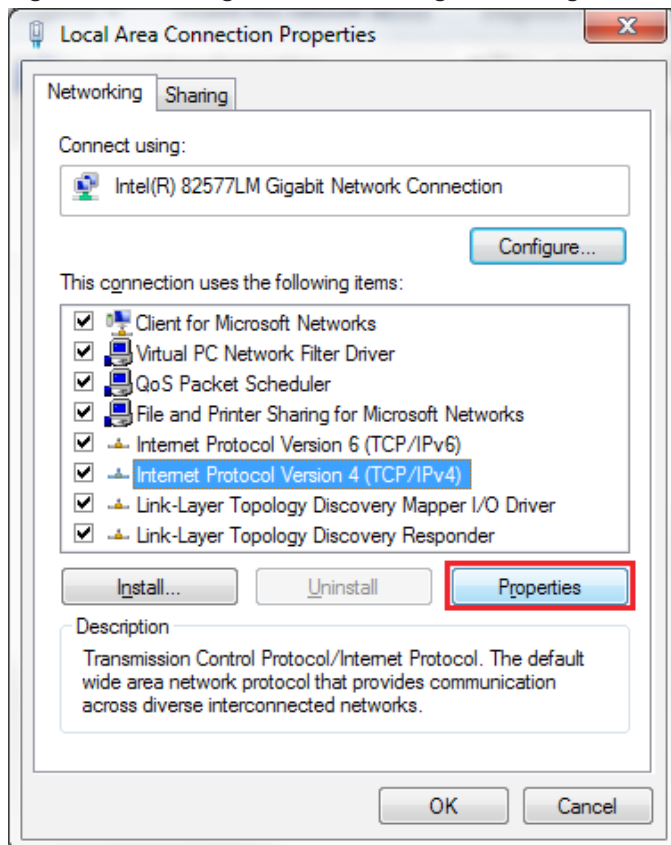 Local Area Connection Properties
Networking
Sharing
Connect using:
Intel(R) 82577LM Gigabit Network Connection
Configure...
This connection uses the following items:
Client for Microsoft Networks
Virtual PC Network Filter Driver
QoS Packet Scheduler
File and Printer Sharing for Microsoft Networks
Internet Protocol Version 6 (TCP/IPv6)
Internet Protocol Version 4 (TCP/IPv4)
Link-Layer Topology Discovery Mapper I/O Driver
Link-Layer Topology Discovery Responder
Install...
Uninstall
Properties
Description
Transmission Control Protocol/Internet Protocol. The default
wide area network protocol that provides communication
across diverse interconnected networks.
OK
Cancel